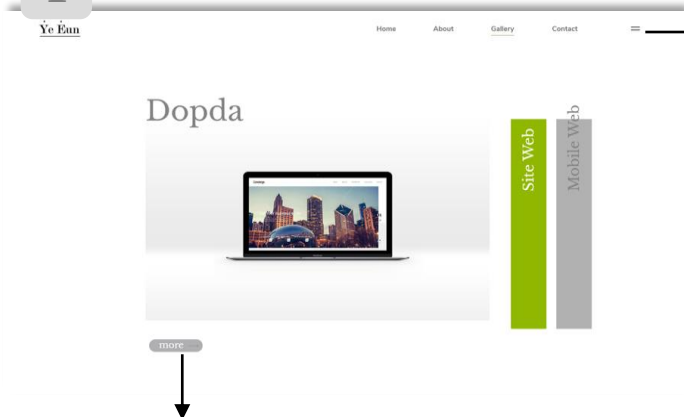 Ye Eun
Home About Gallery Contact
Dopda
Site Web
Mobile Web
more